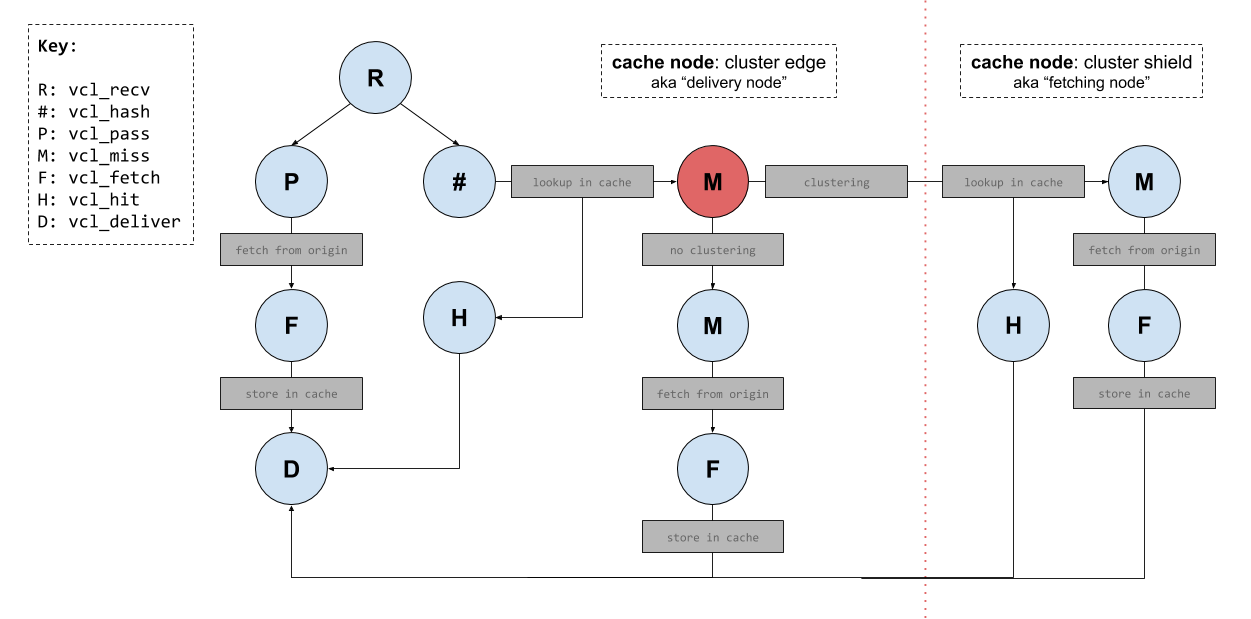 Key:
R: vcl_recv
#: vcl_hash
P: vcl_pass
M: vcl_miss
F: vcl_fetch
H: vcl_hit
D: vcl_deliver
cache node: cluster edge
aka “delivery node”
cache node: cluster shield
aka “fetching node”
R
P
#
lookup in cache
M
clustering
lookup in cache
M
fetch from origin
no clustering
fetch from origin
F
H
M
H
F
store in cache
fetch from origin
store in cache
D
F
store in cache